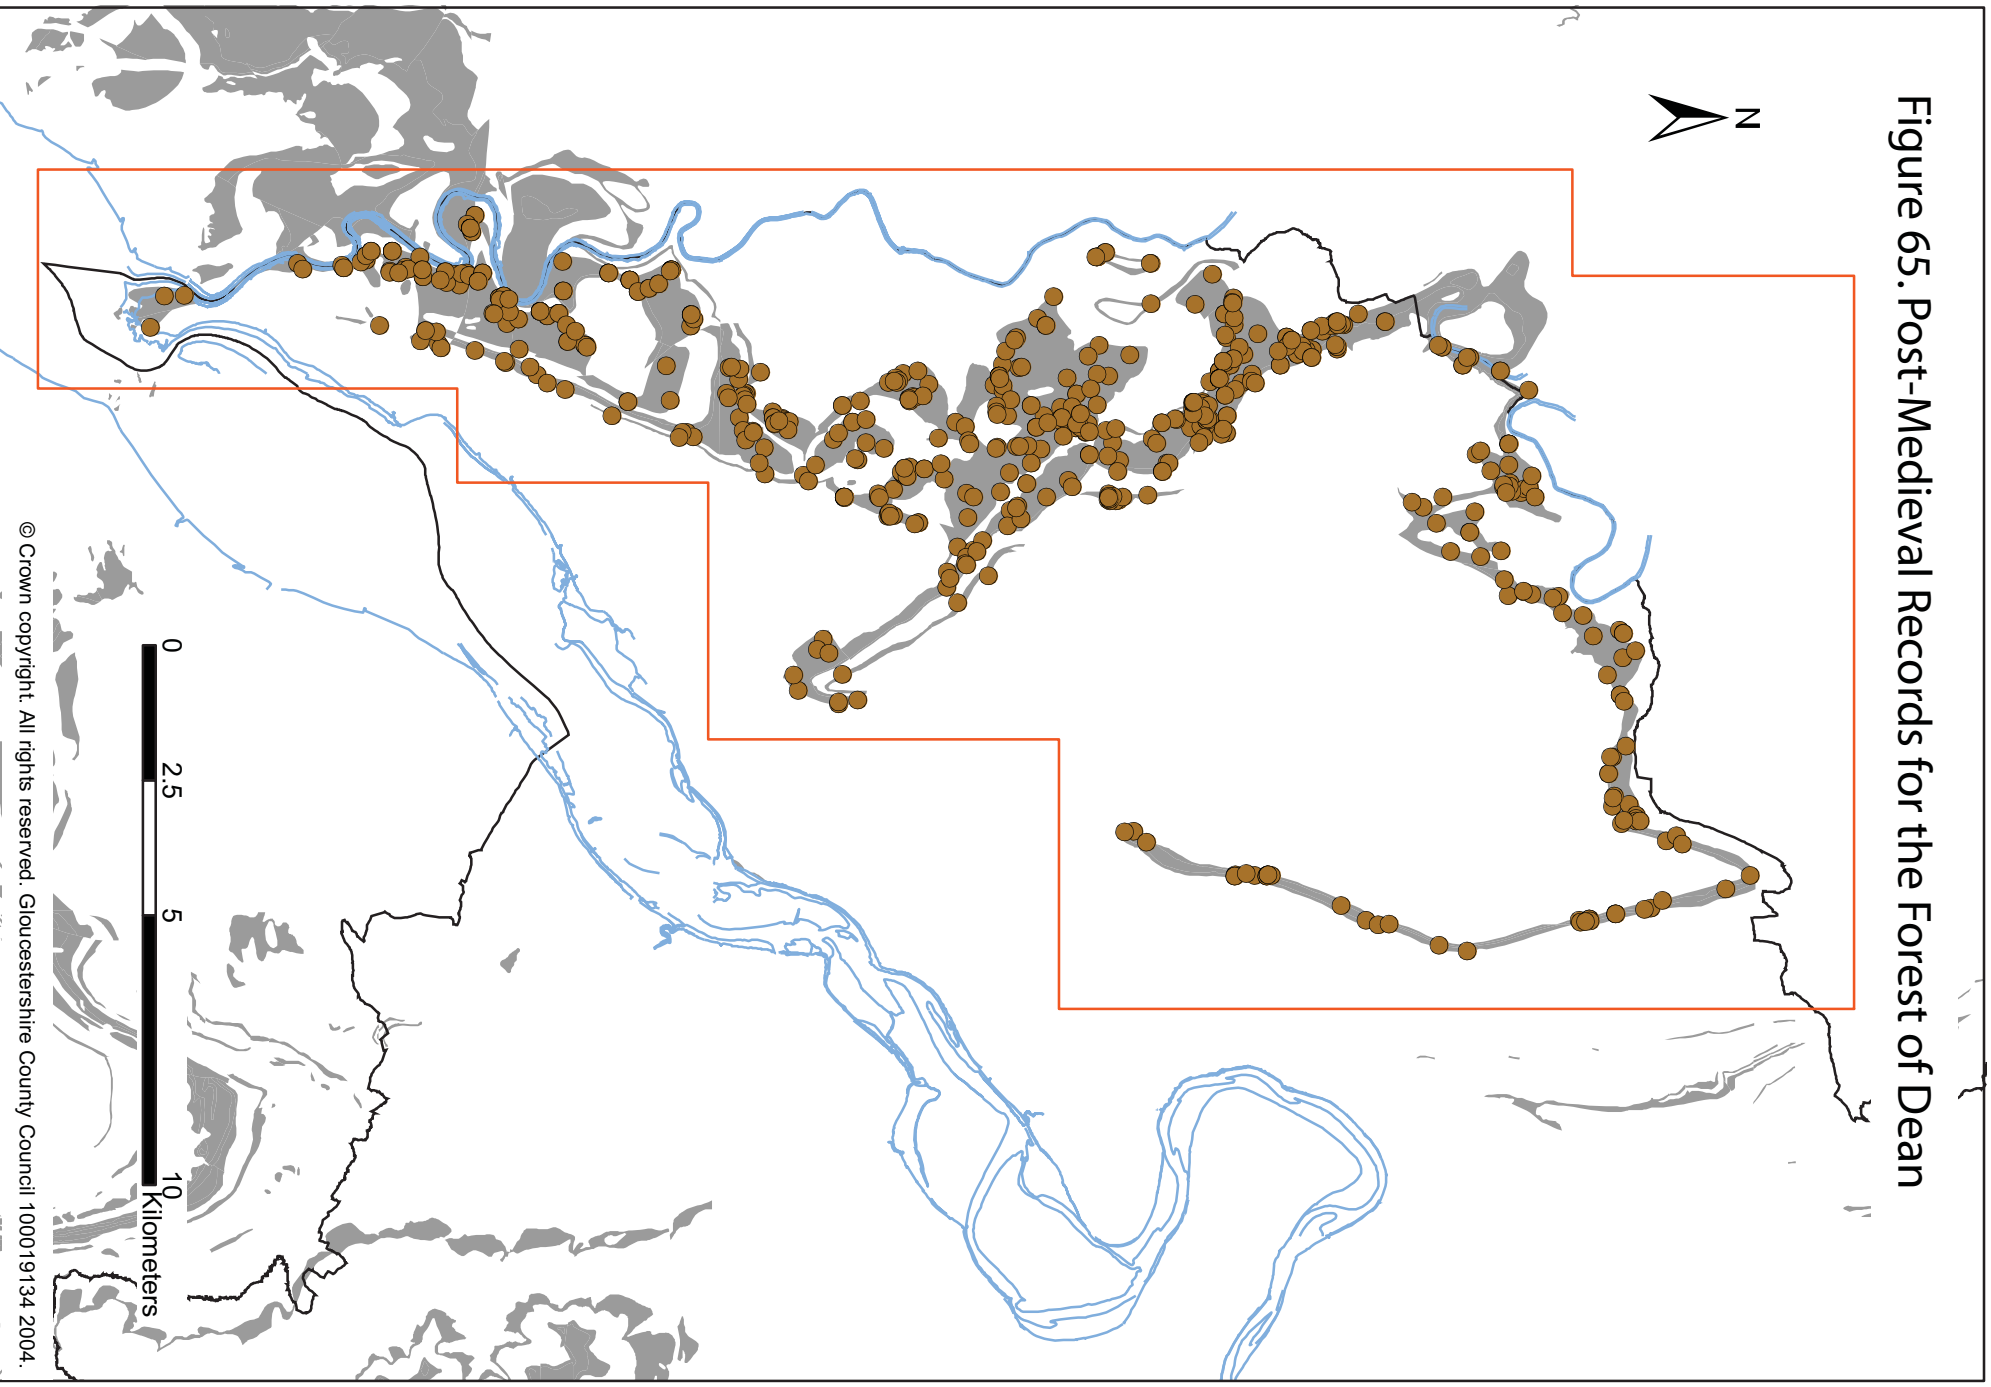 Figure 65. Post-Medieval Records for the Forest of Dean
N
0 2.5 5 10
Kilometers
© Crown copyright. All rights reserved. Gloucestershire County Council 100019134 2004.